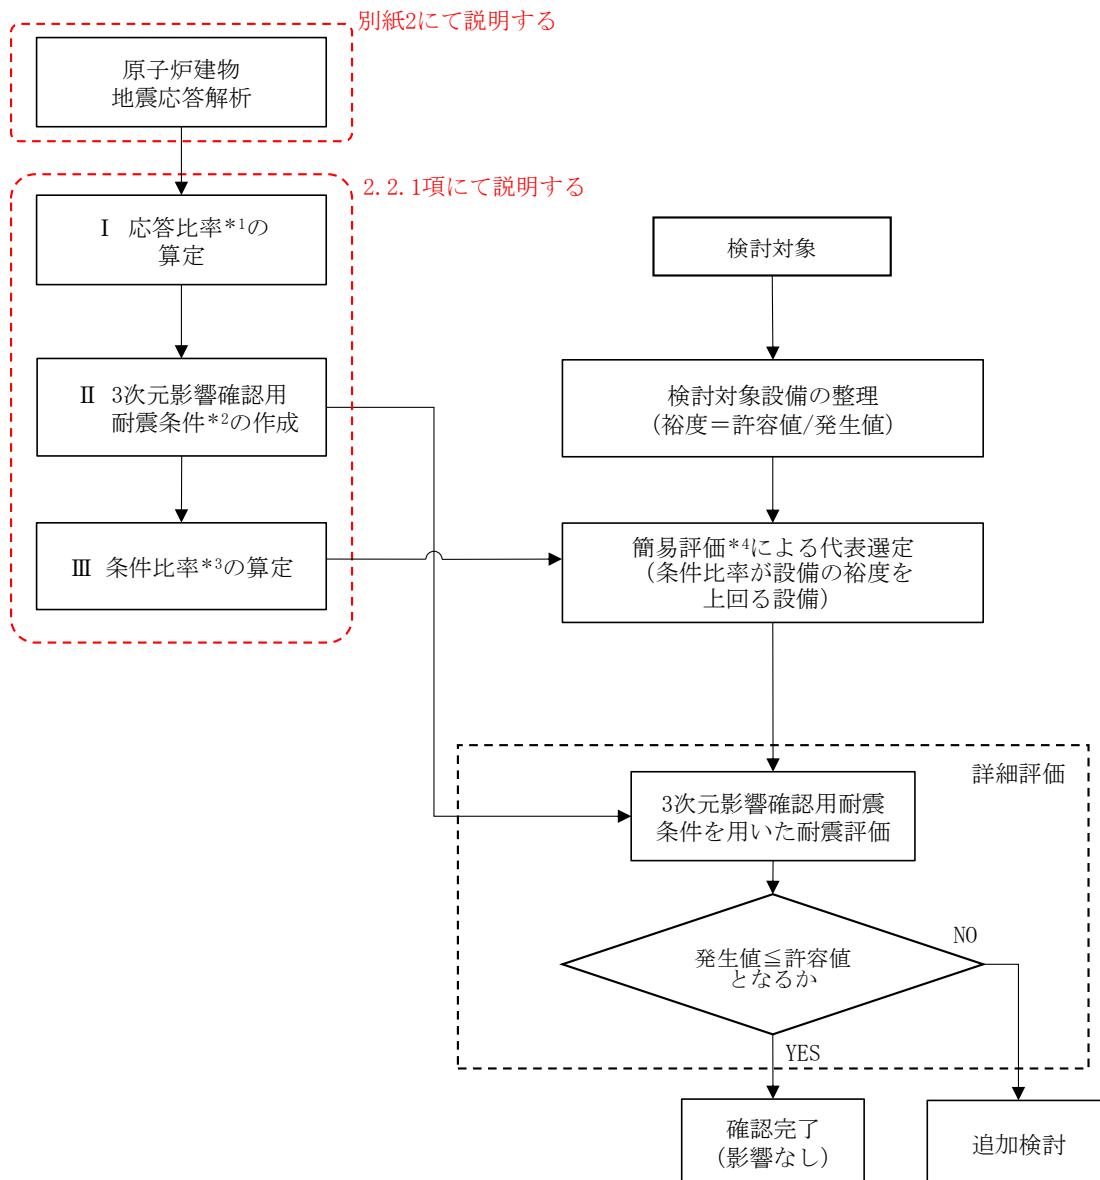 別紙2にて説明する
原子炉建物
地震応答解析
2.2.1項にて説明する
Ⅰ 応答比率*1の
算定
Ⅱ 3次元影響確認用
耐震条件*2の作成
Ⅲ 条件比率*3の算定
検討対象
検討対象設備の整理
(裕度＝許容値/発生値)
簡易評価*4による代表選定
(条件比率が設備の裕度を
上回る設備)
詳細評価
3次元影響確認用耐震
条件を用いた耐震評価
発生値≦許容値
となるか
NO
YES
確認完了
(影響なし)
追加検討